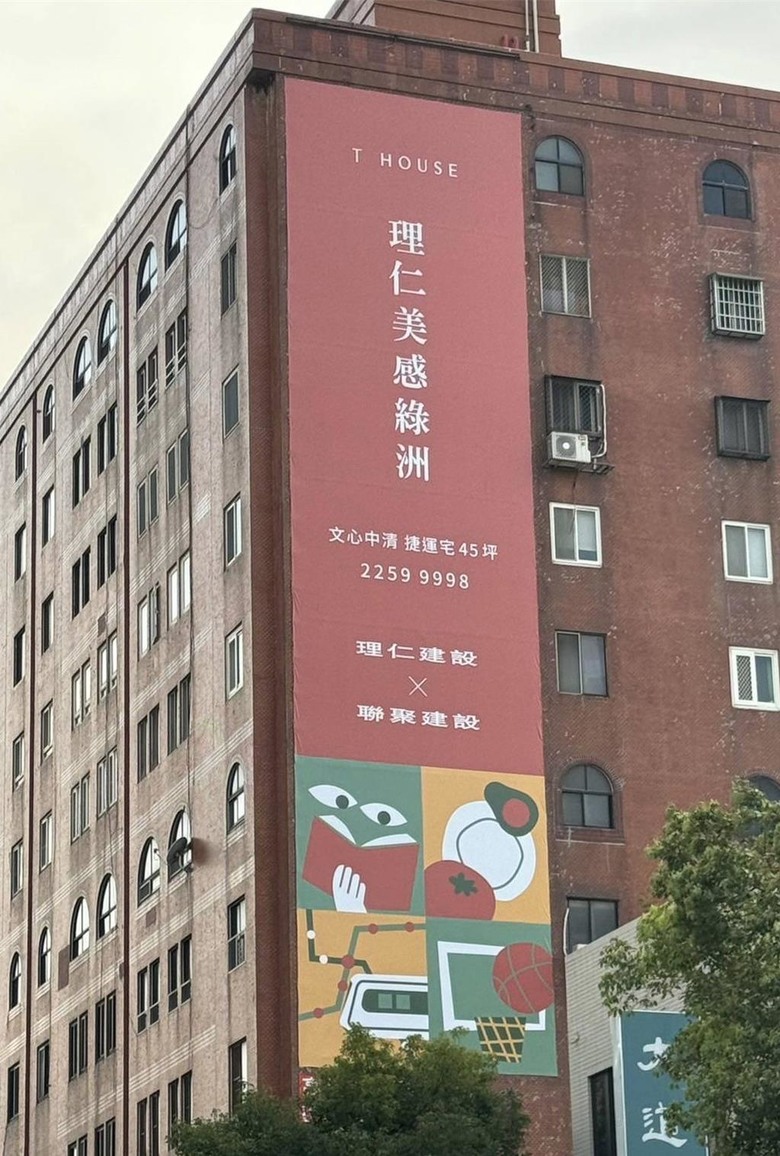 T HOUSE
理仁美感綠洲
文心中清 捷運宅45坪
2259 9998
理仁建設
×
聯聚建設